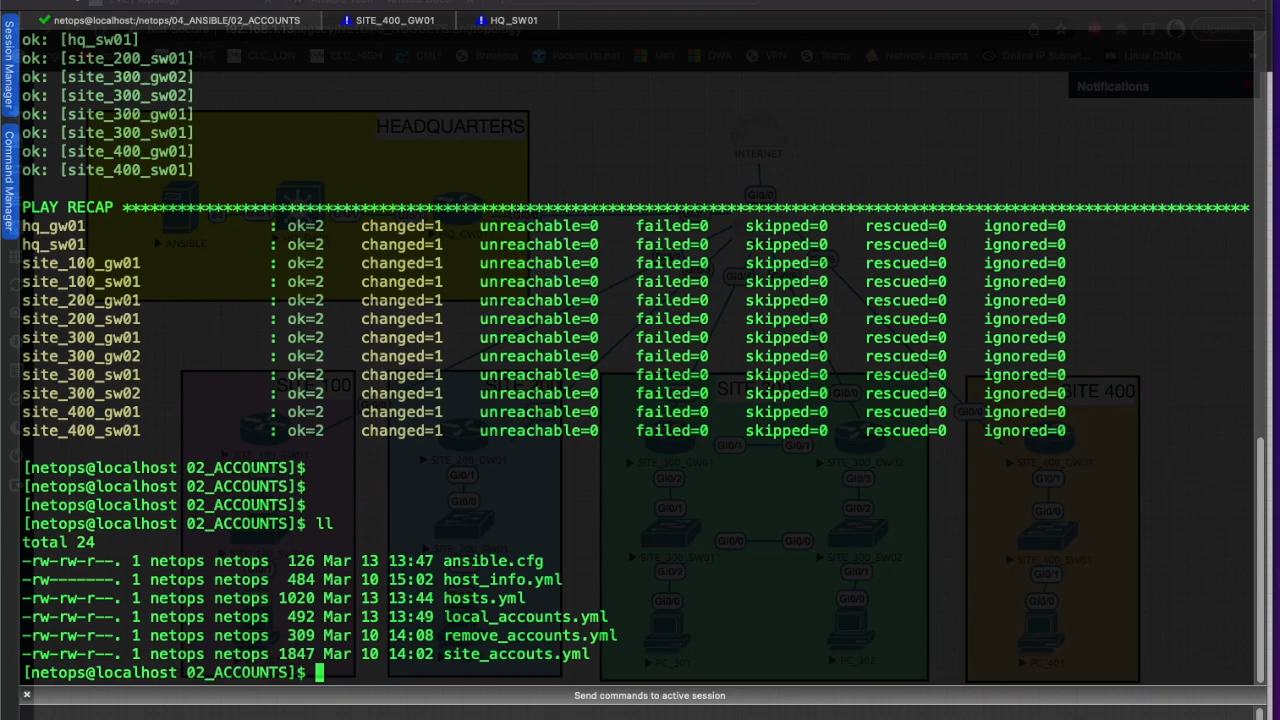 netops@localhost:/netops/04_ANSIBLE/02_ACCOUNTS
SITE_400_GW01
HQ_SW01
Session Manager
Command Manager
ok: [hq_sw01]
ok: [site_200_sw01]
ok: [site_300_gw02]
ok: [site_300_sw02]
ok: [site_300_gw01]
ok: [site_300_sw01]
ok: [site_400_gw01]
ok: [site_400_sw01]
Notifications
HEADQUARTERS
INTERNET
ANSIBLE
PLAY RECAP
hq_gw01 : ok=2 changed=1 unreachable=0 failed=0 skipped=0 rescued=0 ignored=0
hq_sw01 : ok=2 changed=1 unreachable=0 failed=0 skipped=0 rescued=0 ignored=0
site_100_gw01 : ok=2 changed=1 unreachable=0 failed=0 skipped=0 rescued=0 ignored=0
site_100_sw01 : ok=2 changed=1 unreachable=0 failed=0 skipped=0 rescued=0 ignored=0
site_200_gw01 : ok=2 changed=1 unreachable=0 failed=0 skipped=0 rescued=0 ignored=0
site_200_sw01 : ok=2 changed=1 unreachable=0 failed=0 skipped=0 rescued=0 ignored=0
site_300_gw01 : ok=2 changed=1 unreachable=0 failed=0 skipped=0 rescued=0 ignored=0
site_300_gw02 : ok=2 changed=1 unreachable=0 failed=0 skipped=0 rescued=0 ignored=0
site_300_sw01 : ok=2 changed=1 unreachable=0 failed=0 skipped=0 rescued=0 ignored=0
site_300_sw02 : ok=2 changed=1 unreachable=0 failed=0 skipped=0 rescued=0 ignored=0
site_400_gw01 : ok=2 changed=1 unreachable=0 failed=0 skipped=0 rescued=0 ignored=0
site_400_sw01 : ok=2 changed=1 unreachable=0 failed=0 skipped=0 rescued=0 ignored=0
SITE 400
[netops@localhost 02_ACCOUNTS]$
[netops@localhost 02_ACCOUNTS]$
[netops@localhost 02_ACCOUNTS]$
[netops@localhost 02_ACCOUNTS]$ ll
total 24
-rw-rw-r--. 1 netops netops 126 Mar 13 13:47 ansible.cfg
-rw-------. 1 netops netops 484 Mar 10 15:02 host_info.yml
-rw-rw-r--. 1 netops netops 1020 Mar 13 13:44 hosts.yml
-rw-rw-r--. 1 netops netops 492 Mar 13 13:49 local_accounts.yml
-rw-rw-r--. 1 netops netops 309 Mar 10 14:08 remove_accounts.yml
-rw-rw-r--. 1 netops netops 1847 Mar 10 14:02 site_accouts.yml
[netops@localhost 02_ACCOUNTS]$
SITE_300_GW01
SITE_300_GW02
SITE_300_SW01
SITE_300_SW02
PC_301
PC_302
PC_401
Send commands to active session